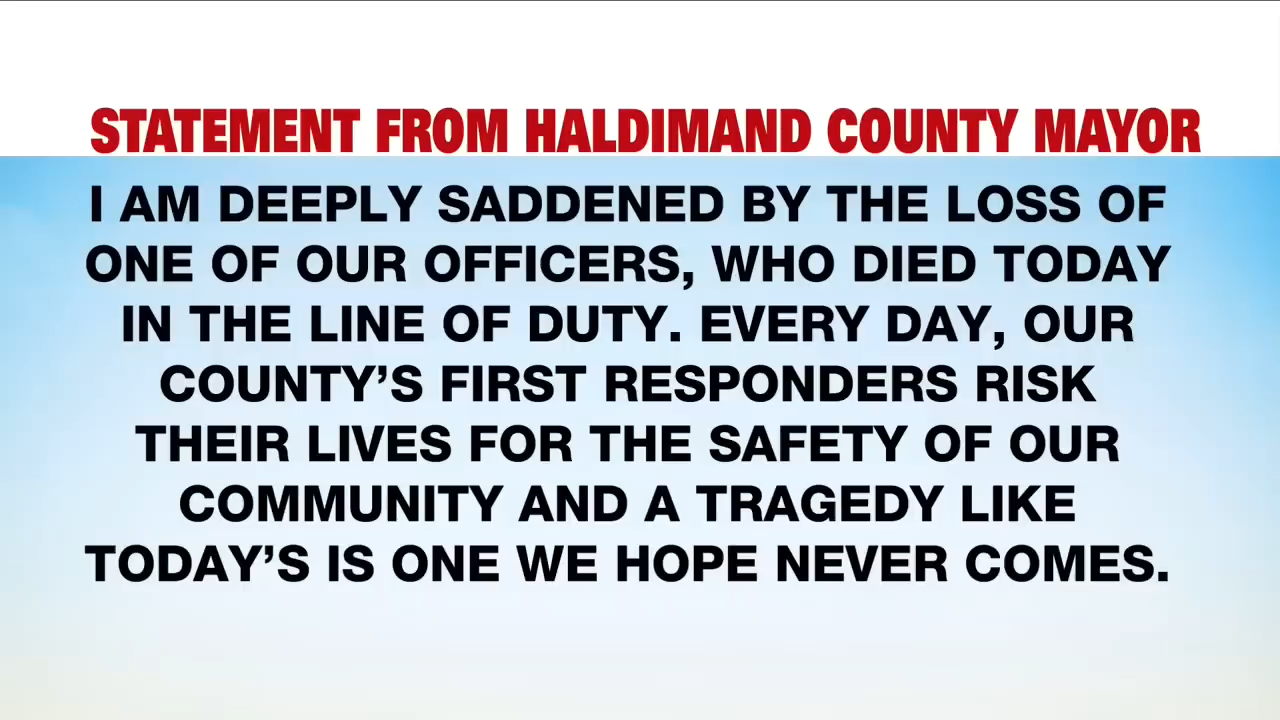 STATEMENT FROM HALDIMAND COUNTY MAYOR
I AM DEEPLY SADDENED BY THE LOSS OF
ONE OF OUR OFFICERS, WHO DIED TODAY
IN THE LINE OF DUTY. EVERY DAY, OUR
COUNTY’S FIRST RESPONDERS RISK
THEIR LIVES FOR THE SAFETY OF OUR
COMMUNITY AND A TRAGEDY LIKE
TODAY’S IS ONE WE HOPE NEVER COMES.